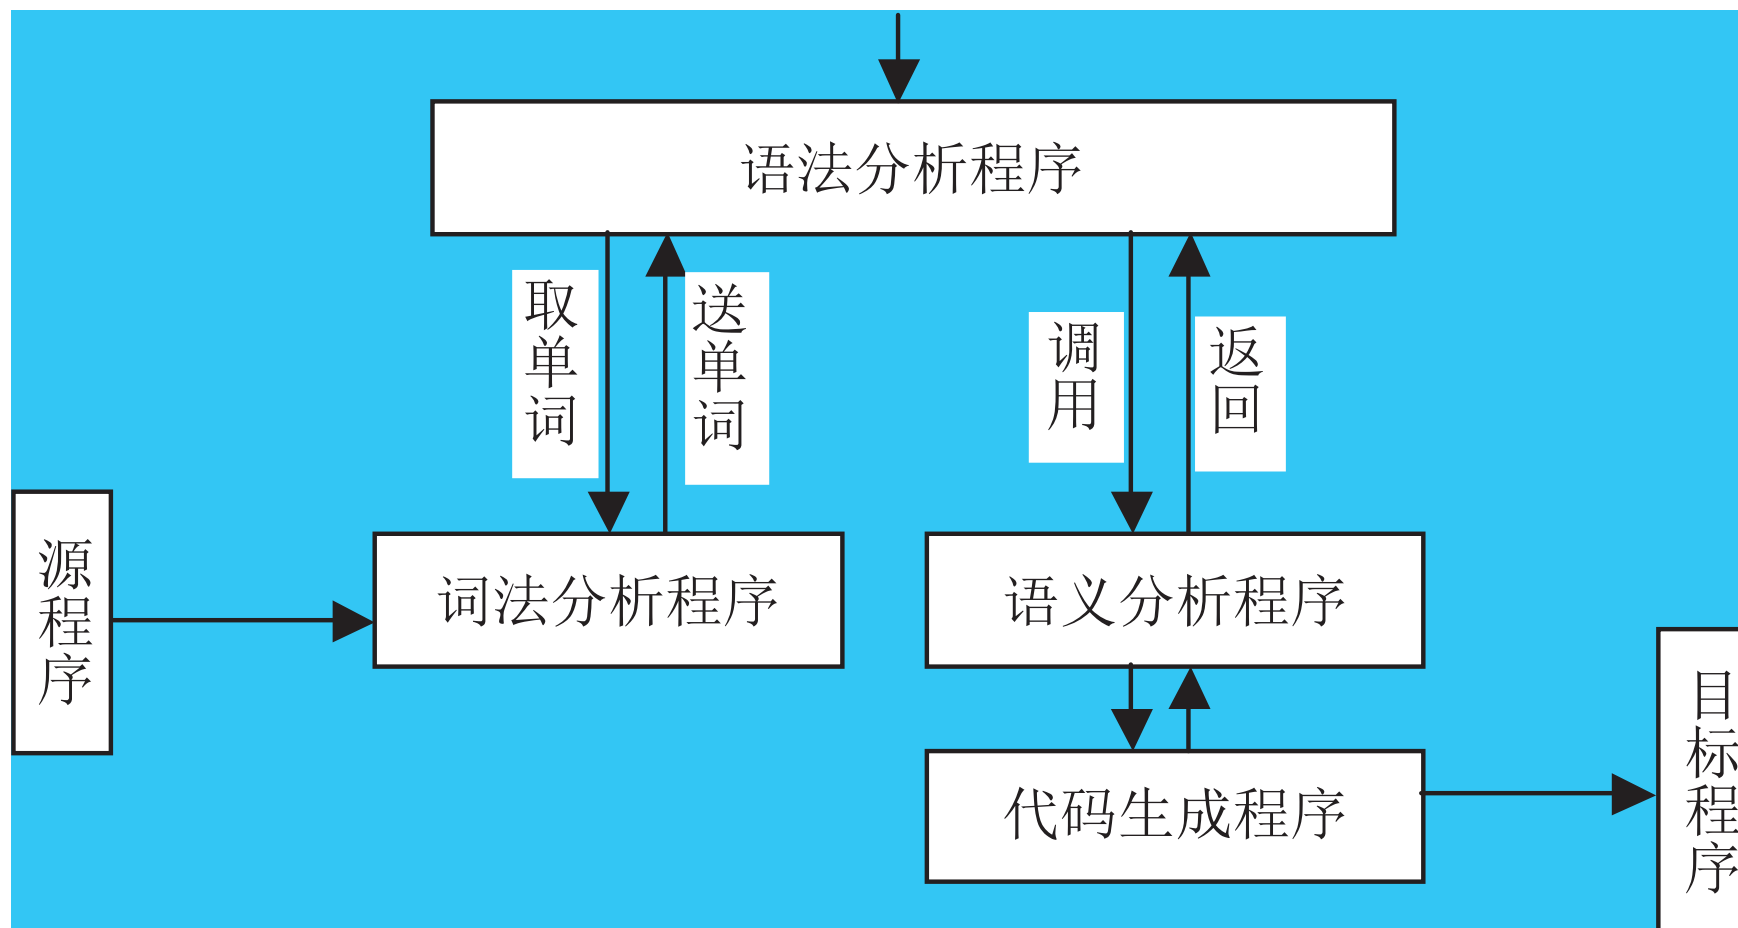 语法分析程序
取单词
送单词
调用
返回
源程序
词法分析程序
语义分析程序
目标程序
代码生成程序